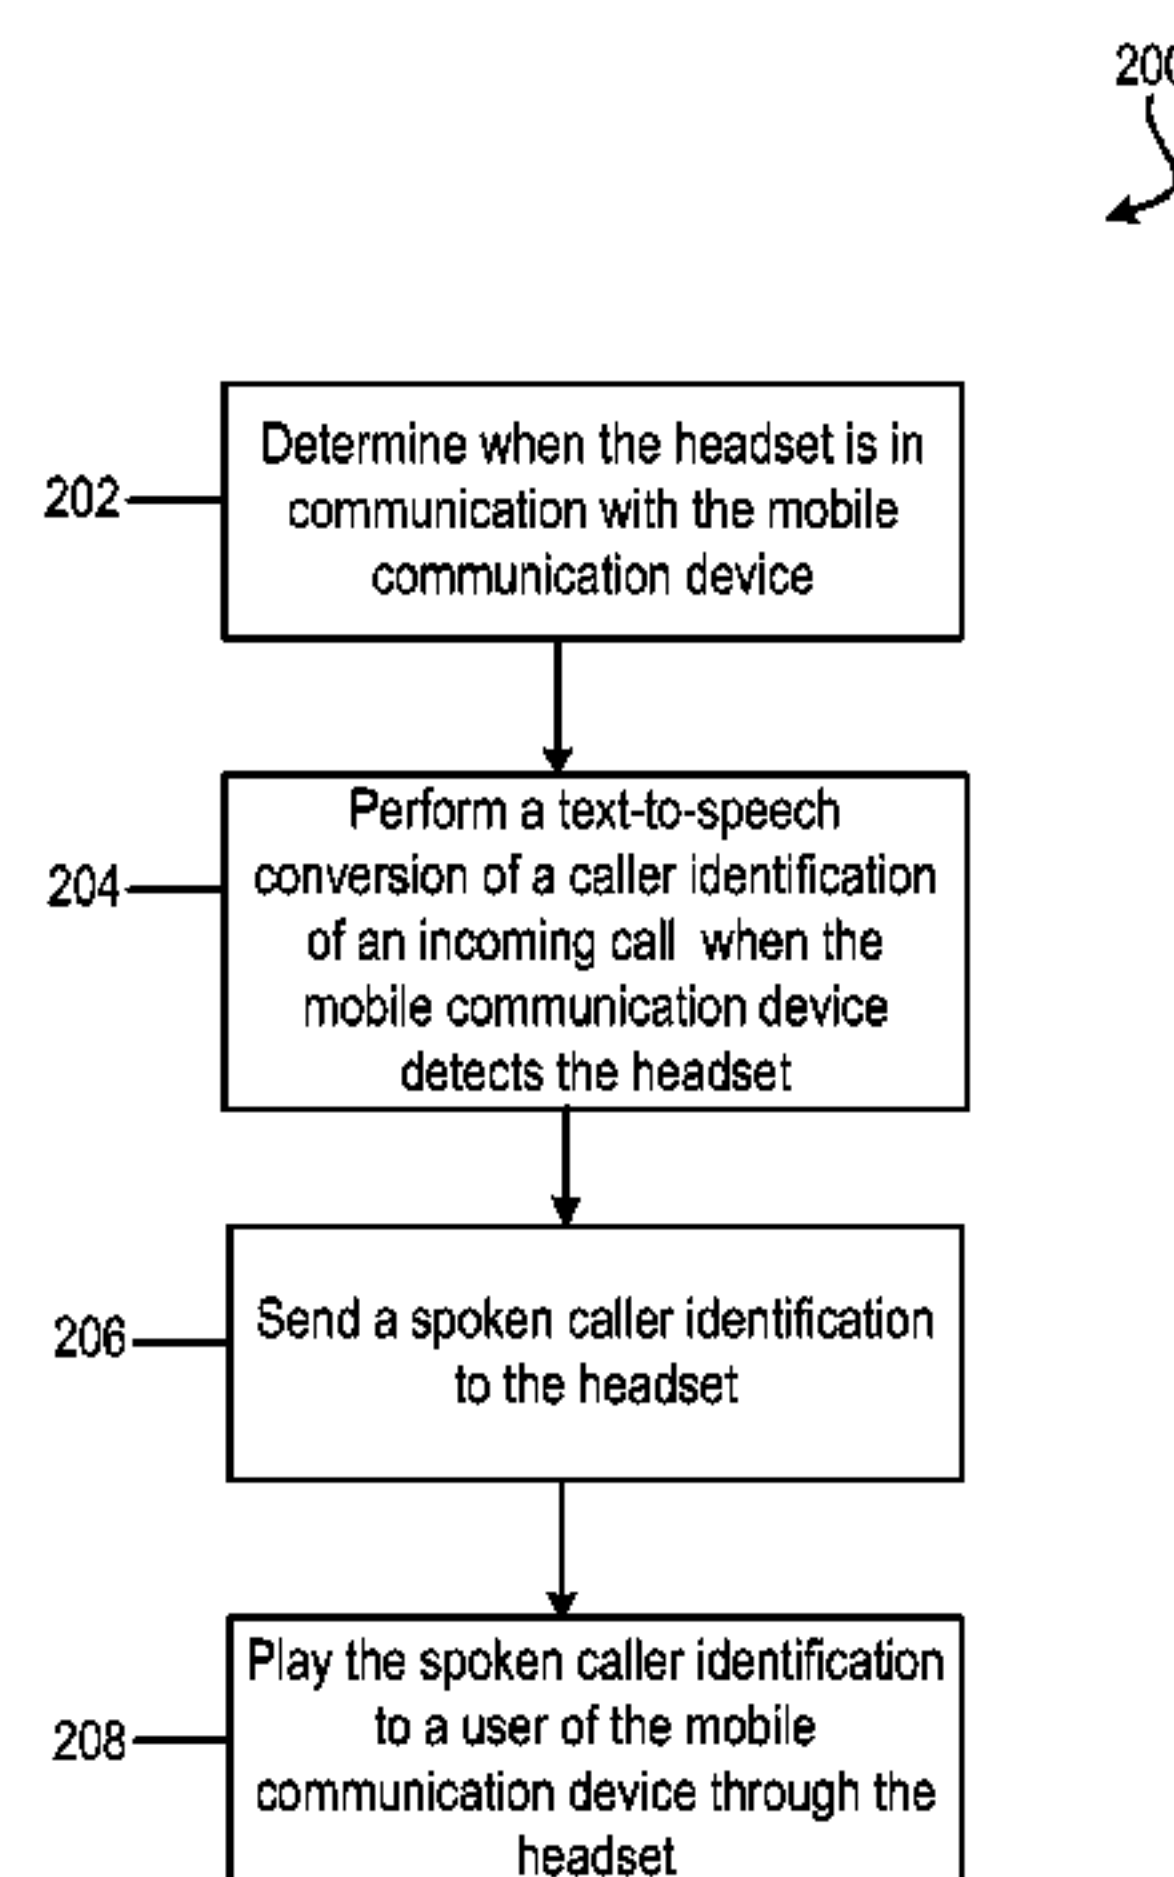 200
202
Determine when the headset is in
communication with the mobile
communication device
204
Perform a text-to-speech
conversion of a caller identification
of an incoming call when the
mobile communication device
detects the headset
206
Send a spoken caller identification
to the headset
208
Play the spoken caller identification
to a user of the mobile
communication device through the
headset